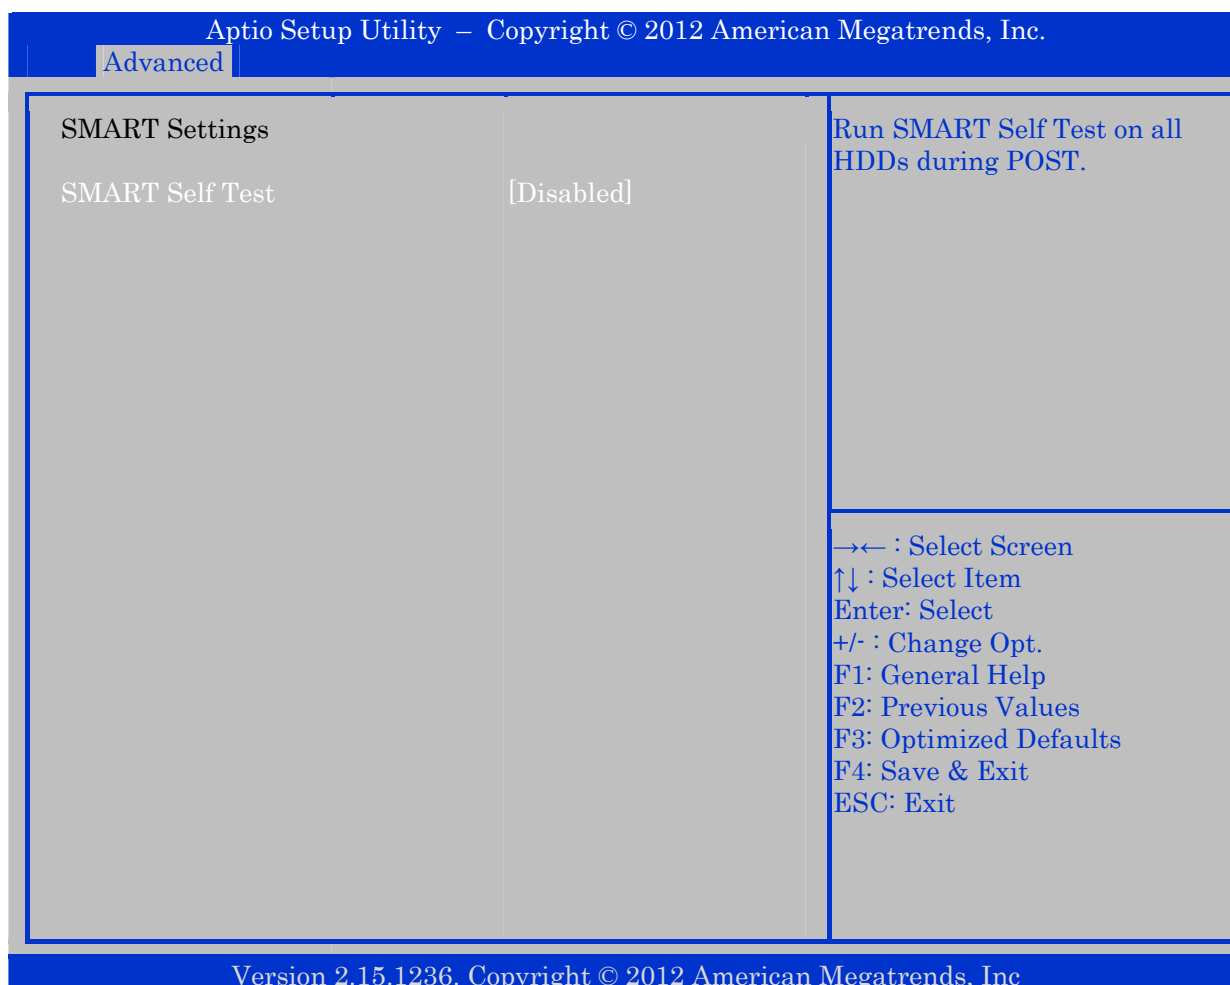 Aptio Setup Utility – Copyright © 2012 American Megatrends, Inc.
Advanced
SMART Settings
SMART Self Test [Disabled]
Run SMART Self Test on all
HDDs during POST.
→← : Select Screen
↑↓ : Select Item
Enter: Select
+/- : Change Opt.
F1: General Help
F2: Previous Values
F3: Optimized Defaults
F4: Save & Exit
ESC: Exit
Version 2.15.1236. Copyright © 2012 American Megatrends, Inc